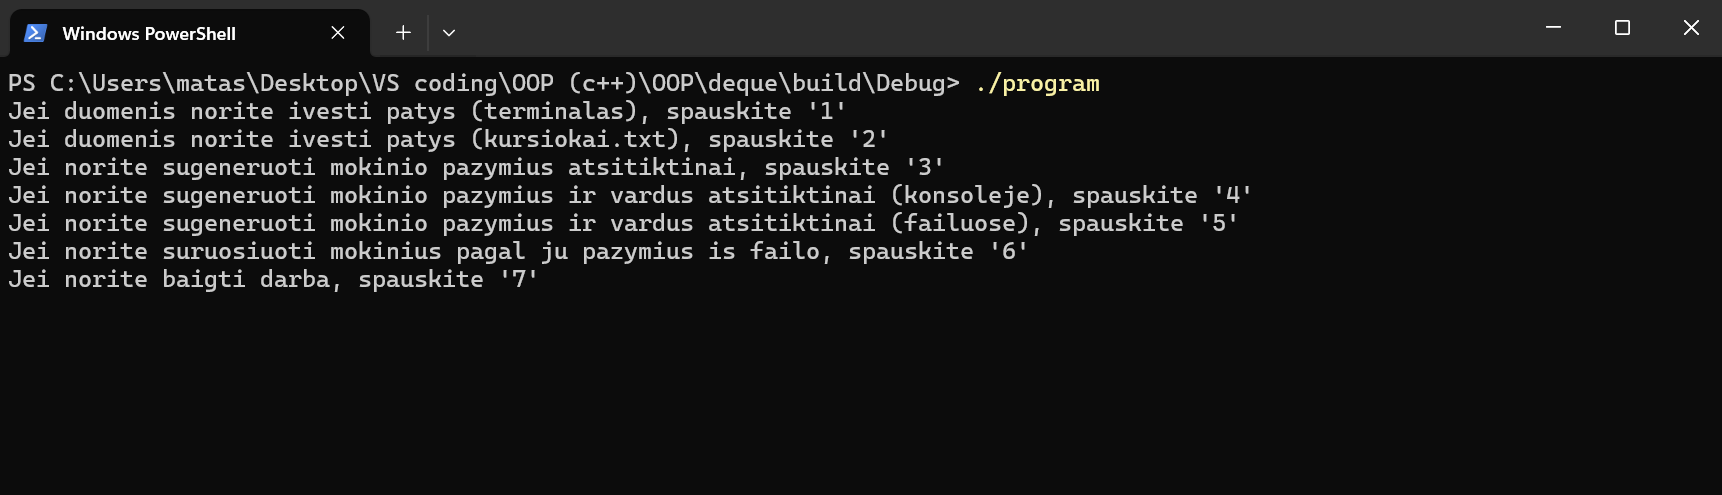 Windows PowerShell
PS C:\Users\matas\Desktop\VS coding\OOP (c++)\OOP\deque\build\Debug> ./program
Jei duomenis norite ivesti patys (terminalas), spauskite '1'
Jei duomenis norite ivesti patys (kursiokai.txt), spauskite '2'
Jei norite sugeneruoti mokinio pazymius atsitiktinai, spauskite '3'
Jei norite sugeneruoti mokinio pazymius ir vardus atsitiktinai (konsoleje), spauskite '4'
Jei norite sugeneruoti mokinio pazymius ir vardus atsitiktinai (failuose), spauskite '5'
Jei norite suruosiuoti mokinius pagal ju pazymius is failo, spauskite '6'
Jei norite baigti darba, spauskite '7'